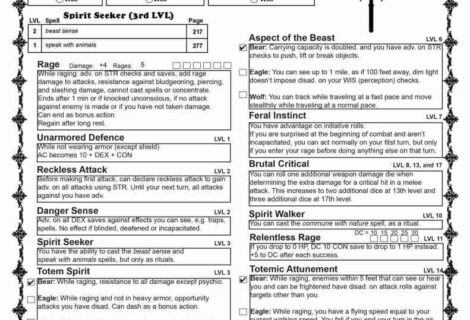 Spirit Seeker (3rd LVL)
LVL Spell Page
2 beast sense 217
1 speak with animals 277
Rage Damage: +4 Rages 5
While raging: adv. on STR checks and saves, add rage
damage to attacks, resistance against bludgeoning, piercing,
and slashing damage, cannot cast spells or concentrate.
Ends after 1 min or if knocked unconscious, if no attack
against enemy is made or if you have not taken damage.
Can end as bonus action.
Regain after long rest.
Unarmored Defence LVL 1
While not wearing armor (except shield)
AC becomes 10 + DEX + CON
Reckless Attack LVL 2
Before making first attack, can declare reckless attack to gain
adv. on all attacks using STR. Until your next turn, all attacks
against you have adv.
Danger Sense LVL 2
Adv. on all DEX saves against effects you can see, e.g. traps,
spells. No effect if blinded, deafened or incapacitated.
Spirit Seeker LVL 3
You have the ability to cast the beast sense and
speak with animals spells, but only as rituals.
Totem Spirit LVL 3
Bear: While raging, resistance to all damage except psychic.
Eagle: While raging and not in heavy armor, opportunity
attacks you have disadv. Can dash as a bonus action.
Aspect of the Beast LVL 6
Bear: Carrying capacity is doubled. and you have adv. on STR
checks to push, lift or break objects.
Eagle: You can see up to 1 mile, as if 100 feet away, dim light
doesn't impose disad. on your WIS (perception) checks.
Wolf: You can track while traveling at a fast pace and move
stealthily while traveling at a normal pace.
Feral Instinct LVL 7
You have advantage on initiative rolls.
If you are surprised at the beginning of combat and aren't
incapacitated, you can act normally on your first turn, but only
if you enter your rage before doing anything else on that turn.
Brutal Critical LVL 9, 13, and 17
You can roll one additional weapon damage die when
determining the extra damage for a critical hit in a melee
attack. This increases to two additional dice at 13th level and
three additional dice at 17th level.
Spirit Walker LVL 10
You can cast the commune with nature spell, as a ritual.
Relentless Rage LVL 11
DC 10 15 20 25 30
If you drop to 0 HP, DC 10 CON save to drop to 1 HP instead.
+5 to DC after each success.
Totemic Attunement LVL 14
Bear: While raging, enemies within 5 feet that can see or hear
you and can be frightened have disad. on attack rolls against
targets other than you.
Eagle: While raging, you have a flying speed equal to your
current walking speed. You fall if you end your turn in the air